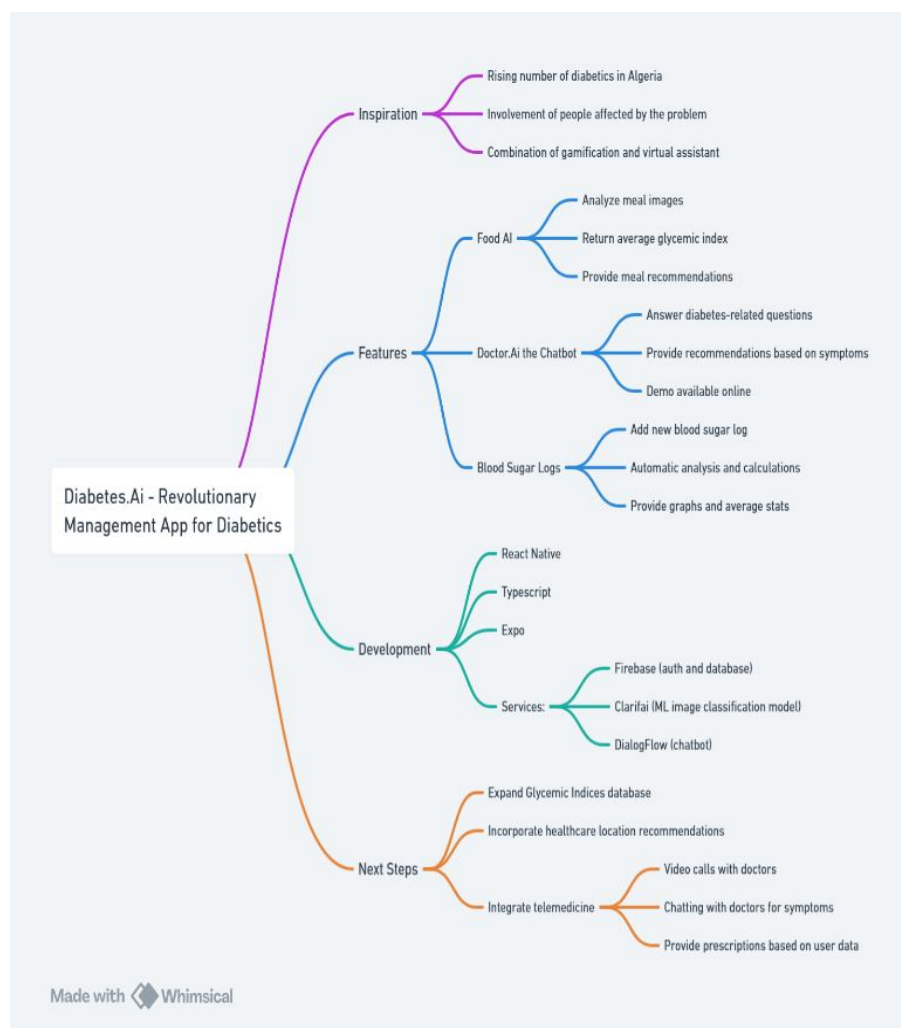 Diabetes.Ai - Revolutionary
Management App for Diabetics
Inspiration
Rising number of diabetics in Algeria
Involvement of people affected by the problem
Combination of gamification and virtual assistant
Features
Food AI
Analyze meal images
Return average glycemic index
Provide meal recommendations
Doctor.Ai the Chatbot
Answer diabetes-related questions
Provide recommendations based on symptoms
Demo available online
Blood Sugar Logs
Add new blood sugar log
Automatic analysis and calculations
Provide graphs and average stats
Development
React Native
Typescript
Expo
Services:
Firebase (auth and database)
Clarifai (ML image classification model)
DialogFlow (chatbot)
Next Steps
Expand Glycemic Indices database
Incorporate healthcare location recommendations
Integrate telemedicine
Video calls with doctors
Chatting with doctors for symptoms
Provide prescriptions based on user data
Made with Whimsical